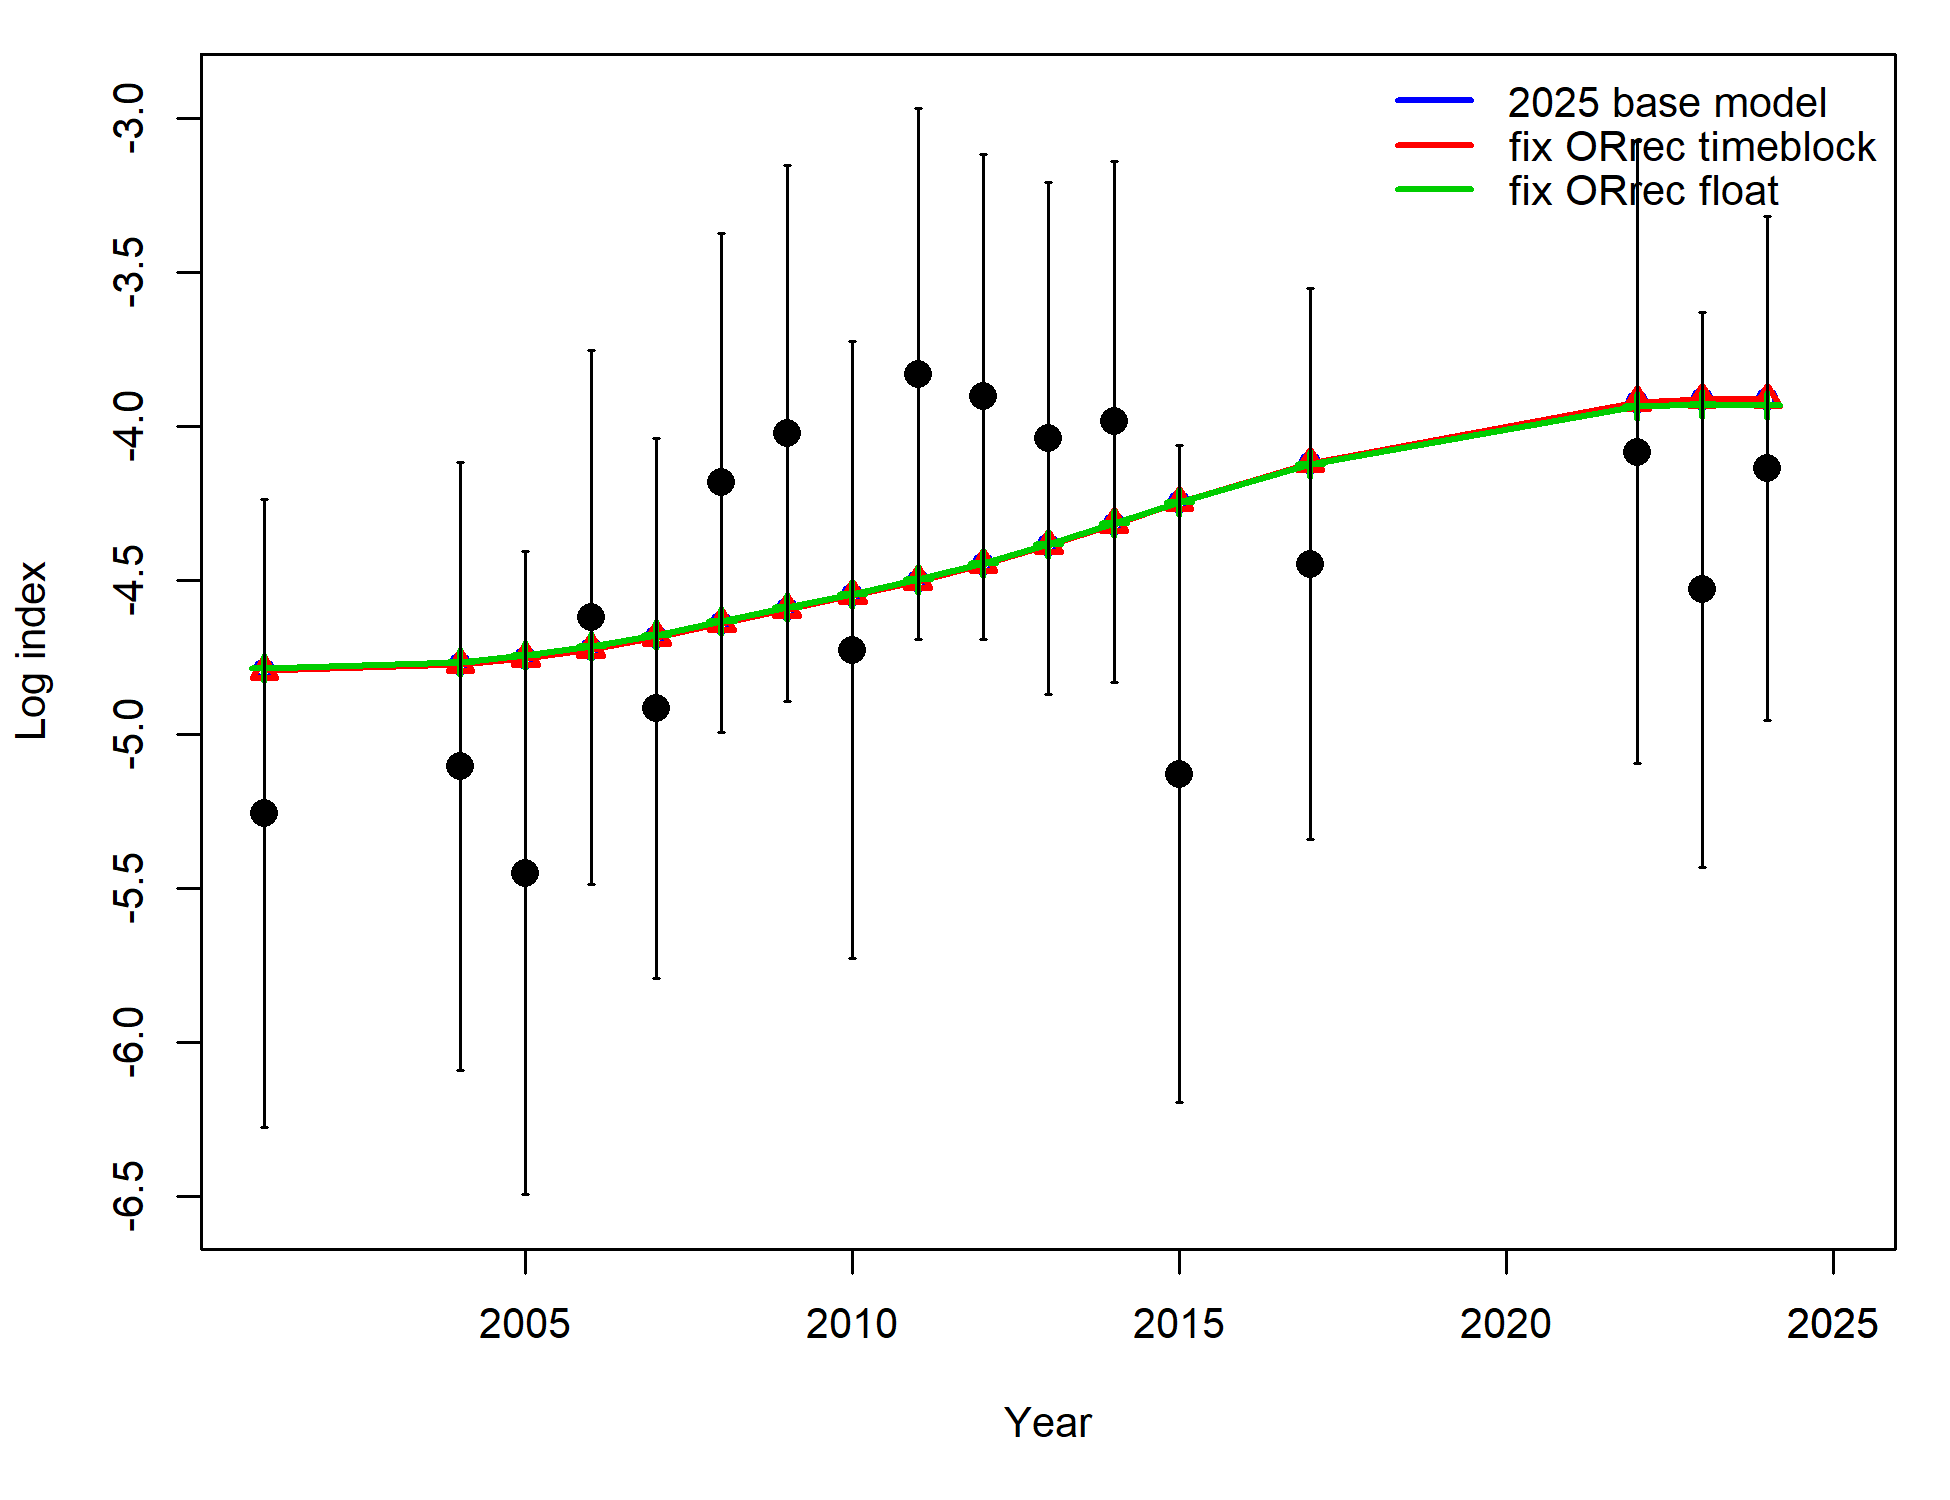 2025 base model
fix ORrec timeblock
fix ORrec float
-3.0
-3.5
-4.0
-4.5
-5.0
-5.5
-6.0
-6.5
Log index
2005
2010
2015
2020
2025
Year